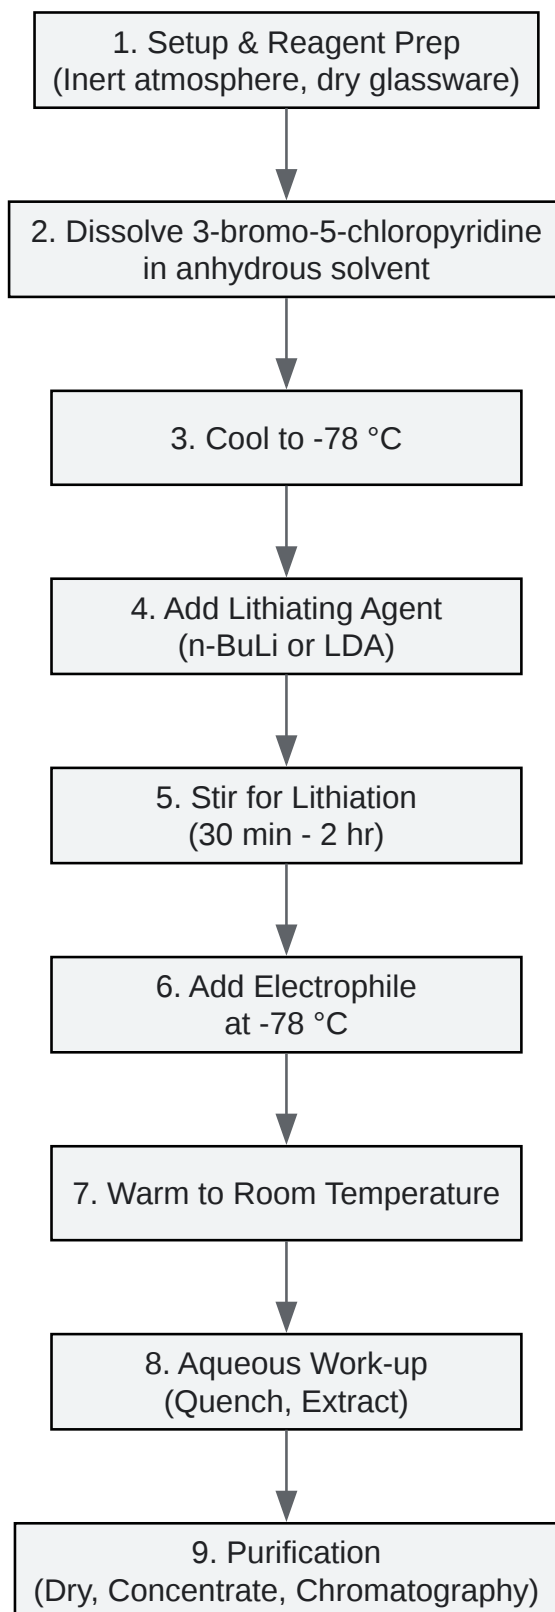 1. Setup & Reagent Prep
(Inert atmosphere, dry glassware)
2. Dissolve 3-bromo-5-chloropyridine
in anhydrous solvent
3. Cool to -78 °C
4. Add Lithiating Agent
(n-BuLi or LDA)
5. Stir for Lithiation
(30 min - 2 hr)
6. Add Electrophile
at -78 °C
7. Warm to Room Temperature
8. Aqueous Work-up
(Quench, Extract)
9. Purification
(Dry, Concentrate, Chromatography)